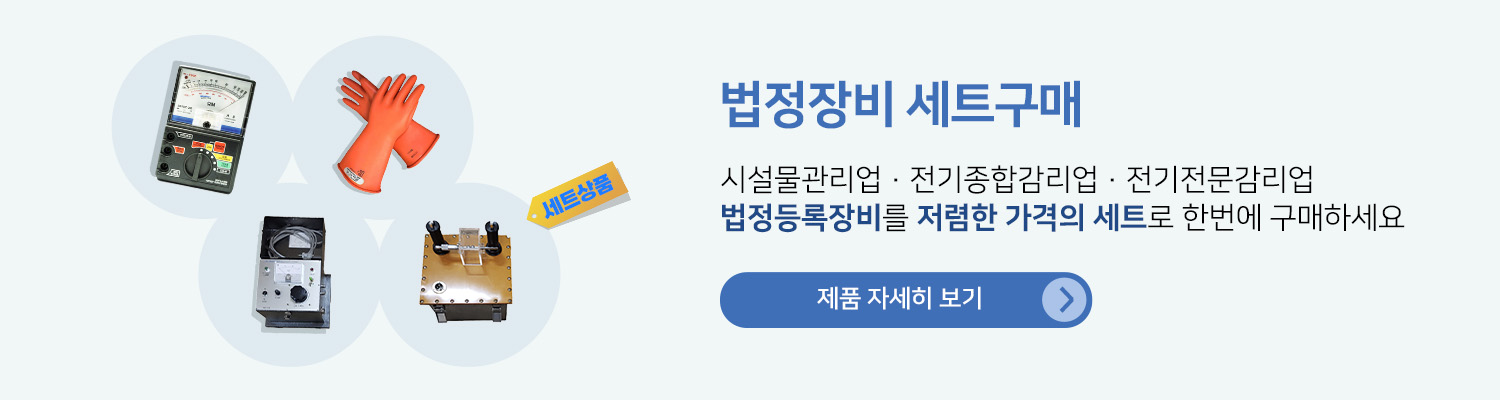 법정장비 세트구매
시설물관리업 · 전기종합감리업 · 전기전문감리업
법정등록장비를 저렴한 가격의 세트로 한번에 구매하세요
제품 자세히 보기
세트상품